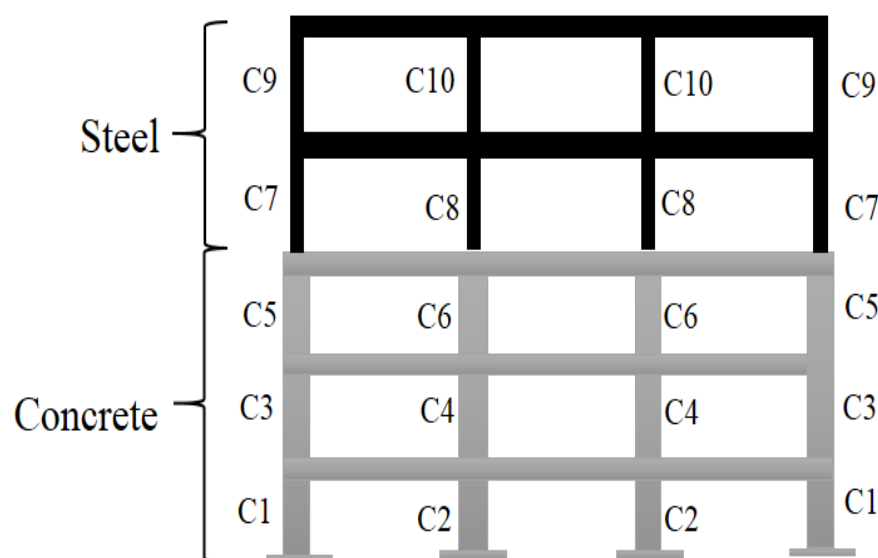 C9 C10 C10 C9
Steel
C7 C8 C8 C7
C5 C6 C6 C5
Concrete
C3 C4 C4 C3
C1 C2 C2 C1